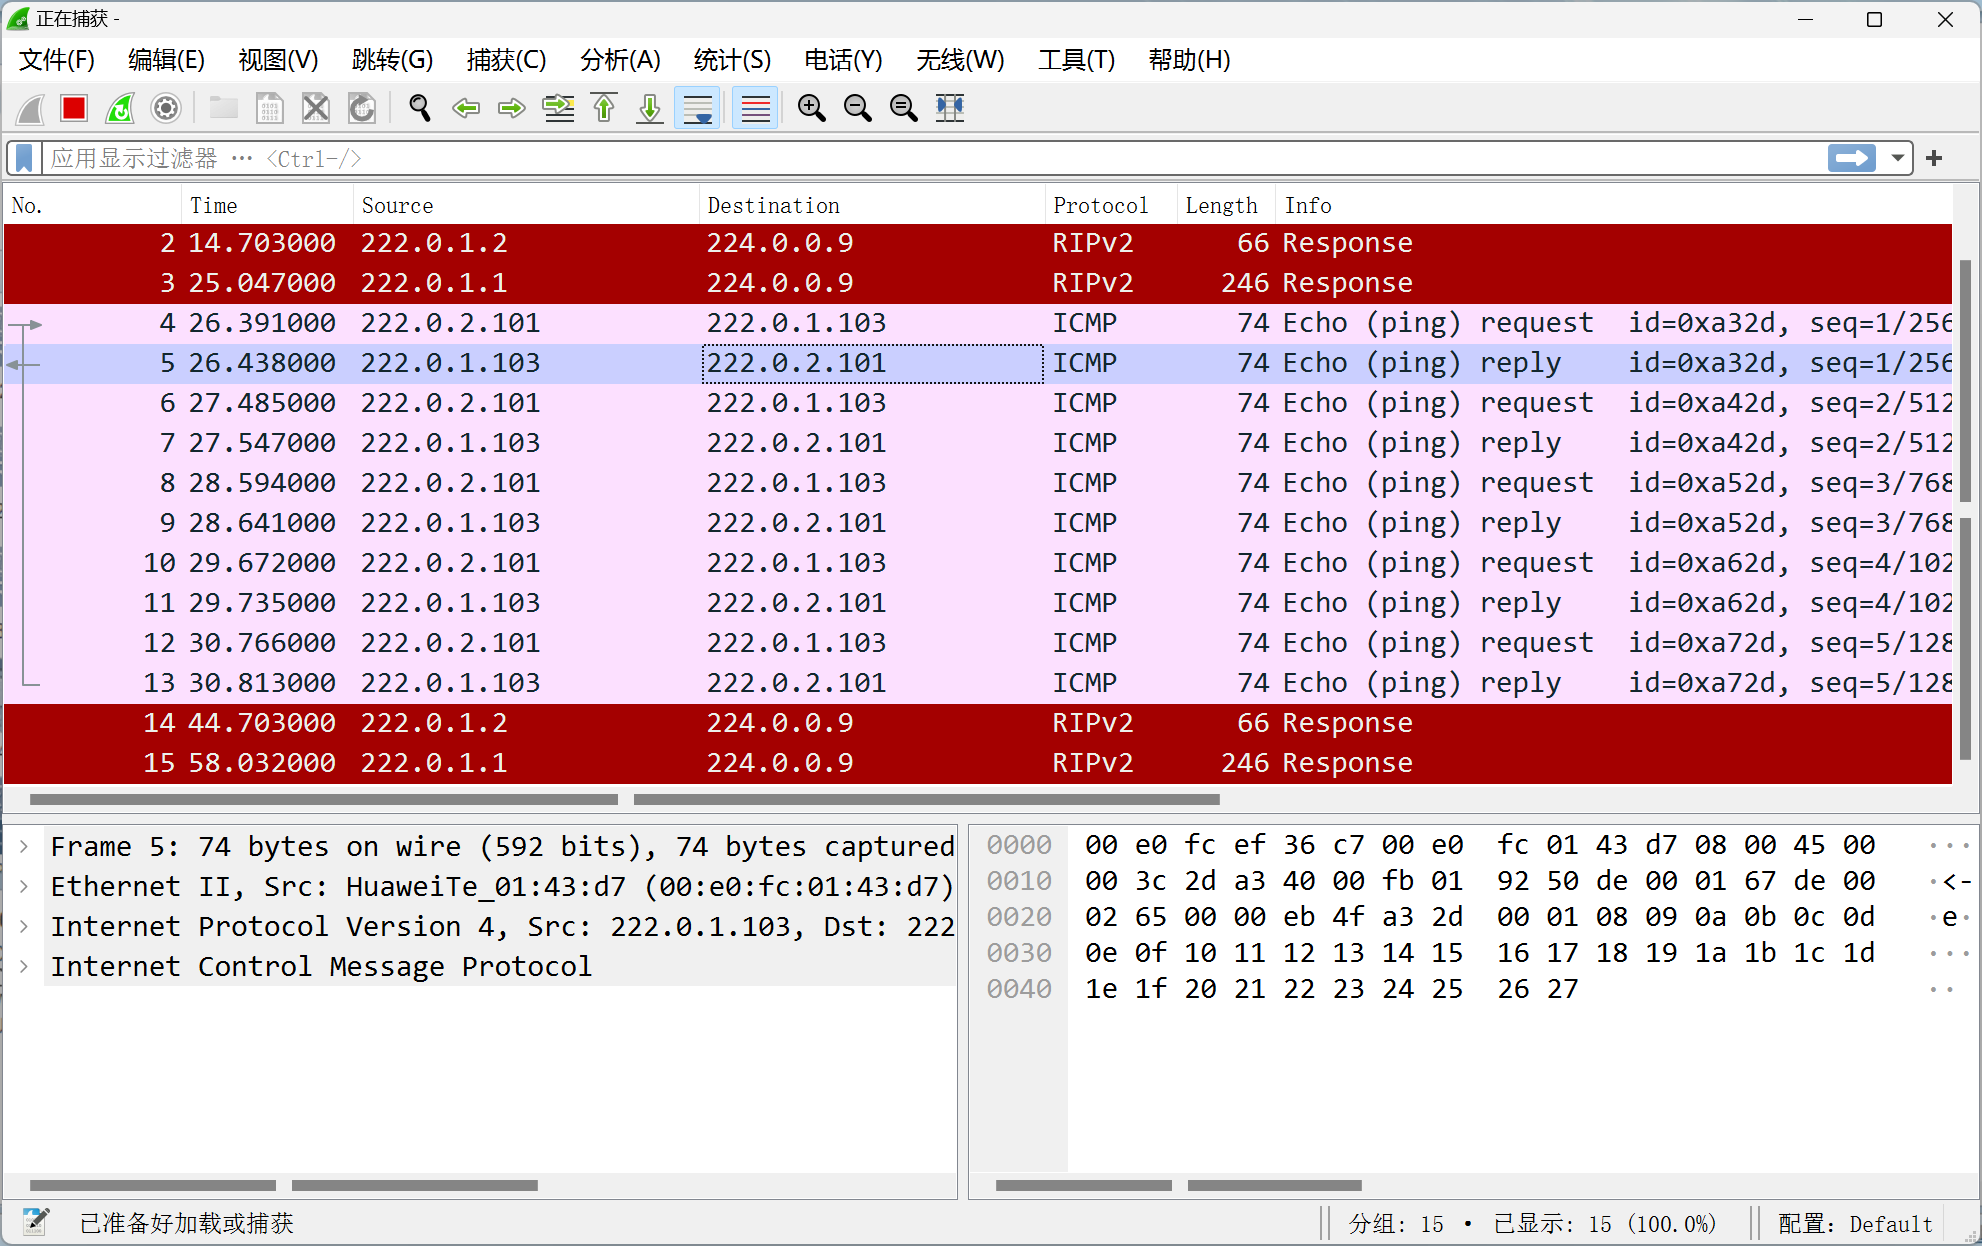 正在捕获 -
文件(F) 编辑(E) 视图(V) 跳转(G) 捕获(C) 分析(A) 统计(S) 电话(Y) 无线(W) 工具(T) 帮助(H)
应用显示过滤器 … <Ctrl-/>
No. Time Source Destination Protocol Length Info
2 14.703000 222.0.1.2 224.0.0.9 RIPv2 66 Response
3 25.047000 222.0.1.1 224.0.0.9 RIPv2 246 Response
4 26.391000 222.0.2.101 222.0.1.103 ICMP 74 Echo (ping) request id=0xa32d, seq=1/256
5 26.438000 222.0.1.103 222.0.2.101 ICMP 74 Echo (ping) reply id=0xa32d, seq=1/256
6 27.485000 222.0.2.101 222.0.1.103 ICMP 74 Echo (ping) request id=0xa42d, seq=2/512
7 27.547000 222.0.1.103 222.0.2.101 ICMP 74 Echo (ping) reply id=0xa42d, seq=2/512
8 28.594000 222.0.2.101 222.0.1.103 ICMP 74 Echo (ping) request id=0xa52d, seq=3/768
9 28.641000 222.0.1.103 222.0.2.101 ICMP 74 Echo (ping) reply id=0xa52d, seq=3/768
10 29.672000 222.0.2.101 222.0.1.103 ICMP 74 Echo (ping) request id=0xa62d, seq=4/102
11 29.735000 222.0.1.103 222.0.2.101 ICMP 74 Echo (ping) reply id=0xa62d, seq=4/102
12 30.766000 222.0.2.101 222.0.1.103 ICMP 74 Echo (ping) request id=0xa72d, seq=5/128
13 30.813000 222.0.1.103 222.0.2.101 ICMP 74 Echo (ping) reply id=0xa72d, seq=5/128
14 44.703000 222.0.1.2 224.0.0.9 RIPv2 66 Response
15 58.032000 222.0.1.1 224.0.0.9 RIPv2 246 Response
Frame 5: 74 bytes on wire (592 bits), 74 bytes captured
Ethernet II, Src: HuaweiTe_01:43:d7 (00:e0:fc:01:43:d7)
Internet Protocol Version 4, Src: 222.0.1.103, Dst: 222
Internet Control Message Protocol
0000 00 e0 fc ef 36 c7 00 e0 fc 01 43 d7 08 00 45 00 ···
0010 00 3c 2d a3 40 00 fb 01 92 50 de 00 01 67 de 00 ·<-
0020 02 65 00 00 eb 4f a3 2d 00 01 08 09 0a 0b 0c 0d ·e·
0030 0e 0f 10 11 12 13 14 15 16 17 18 19 1a 1b 1c 1d ···
0040 1e 1f 20 21 22 23 24 25 26 27 ··
已准备好加载或捕获 分组: 15 · 已显示: 15 (100.0%) 配置: Default